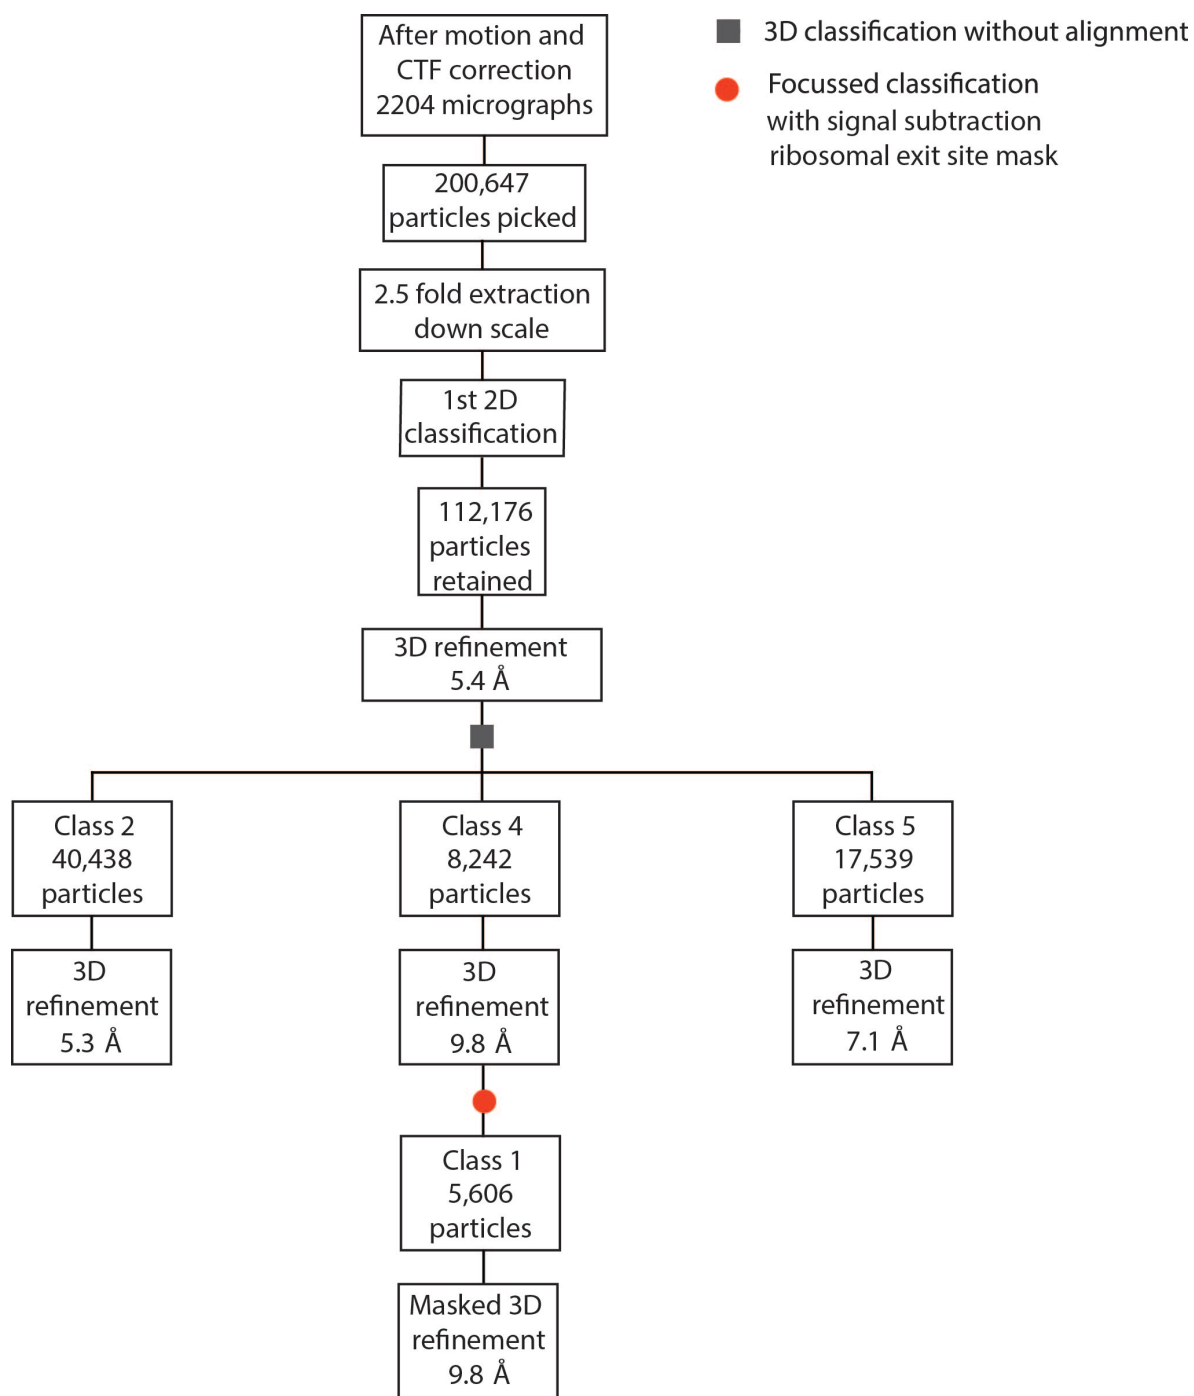 After motion and
CTF correction
2204 micrographs
3D classification without alignment
Focussed classification
with signal subtraction
ribosomal exit site mask
200,647
particles picked
2.5 fold extraction
down scale
1st 2D
classification
112,176
particles
retained
3D refinement
5.4 Å
Class 2
40,438
particles
Class 4
8,242
particles
Class 5
17,539
particles
3D
refinement
5.3 Å
3D
refinement
9.8 Å
3D
refinement
7.1 Å
Class 1
5,606
particles
Masked 3D
refinement
9.8 Å